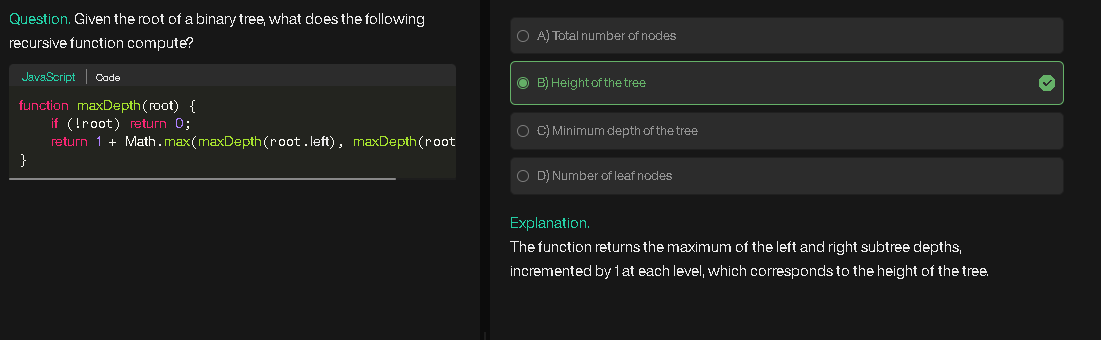 Question. Given the root of a binary tree, what does the following
recursive function compute?
JavaScript
Code
function maxDepth(root) {
    if (!root) return 0;
    return 1 + Math.max(maxDepth(root.left), maxDepth(root
}
A) Total number of nodes
B) Height of the tree
C) Minimum depth of the tree
D) Number of leaf nodes
Explanation.
The function returns the maximum of the left and right subtree depths,
incremented by 1 at each level, which corresponds to the height of the tree.